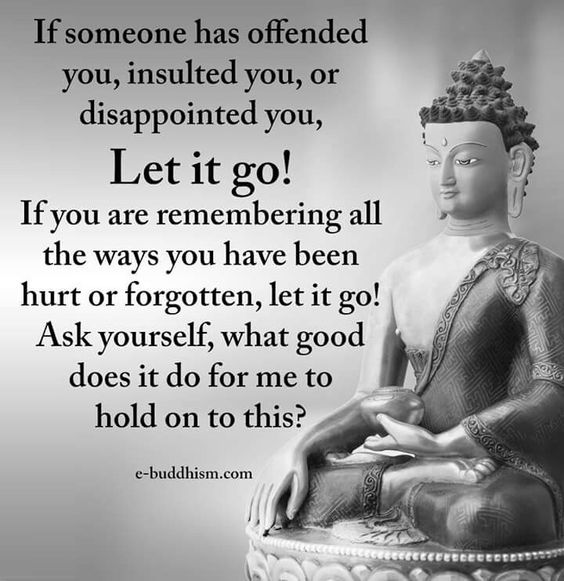 If someone has offended
you, insulted you, or
disappointed you,
Let it go!
If you are remembering all
the ways you have been
hurt or forgotten, let it go!
Ask yourself, what good
does it do for me to
hold on to this?
e-buddhism.com